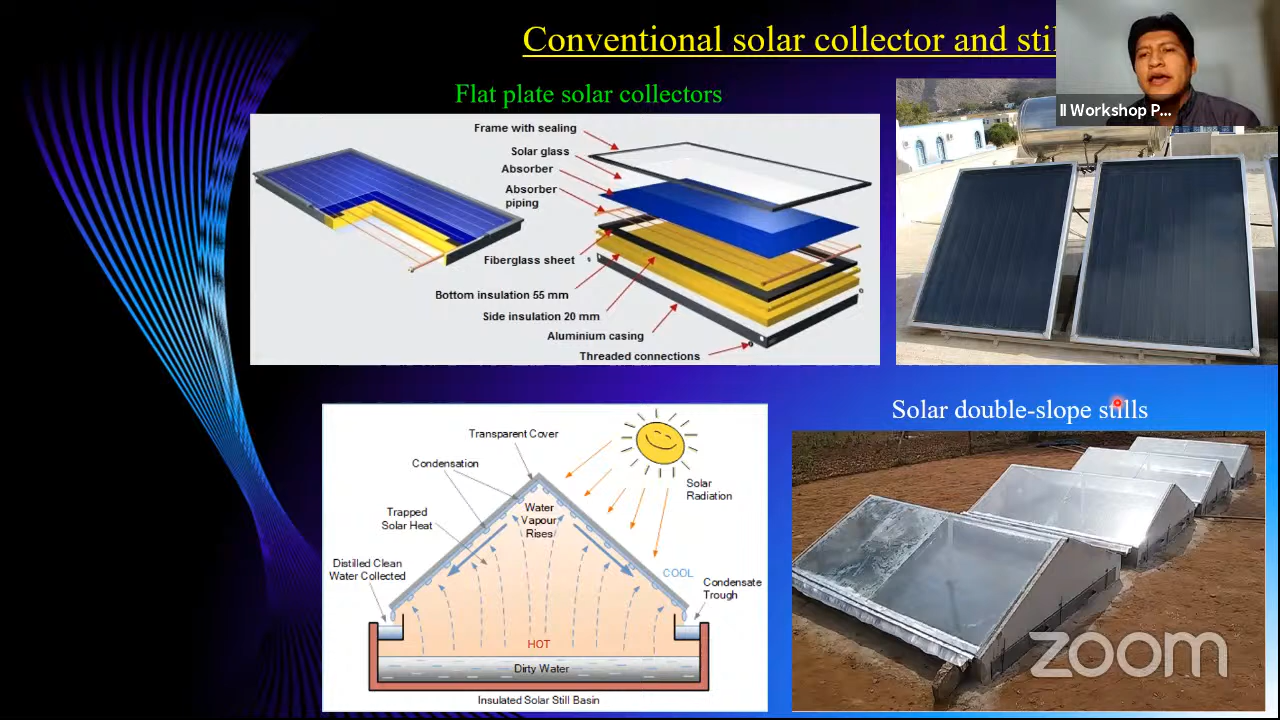 Conventional solar collector and
II Workshop P...
Flat plate solar collectors
Frame with sealing
Solar glass
Absorber
Absorber
piping
Fiberglass sheet
Bottom insulation 55 mm
Side insulation 20 mm
Aluminium casing
Threaded connections
Solar double-slope stills
Transparent Cover
Condensation
Solar
Radiation
Trapped
Solar Heat
Water
Vapour
Rises
Distilled Clean
Water Collected
COOL
Condensate
Trough
HOT
Dirty Water
Insulated Solar Still Basin
zoom